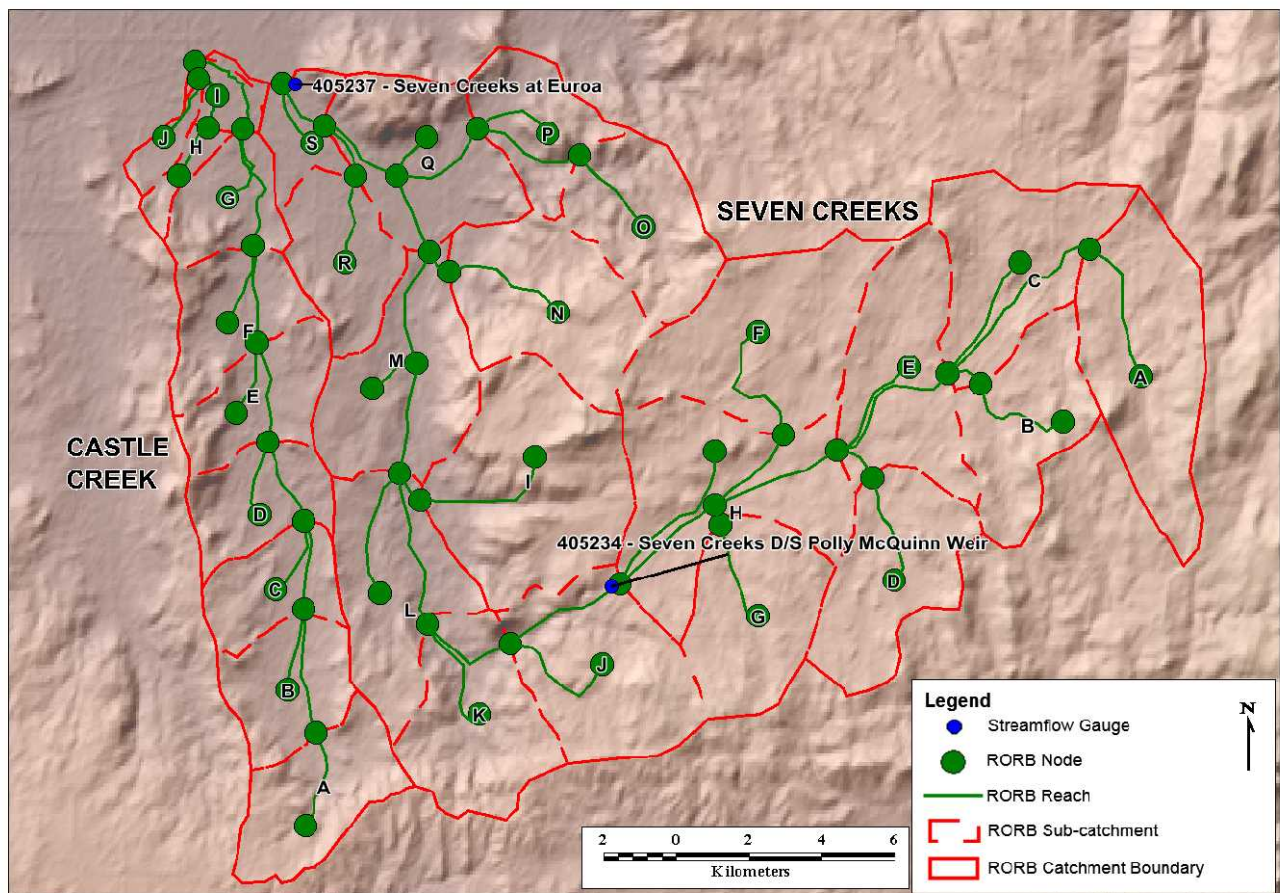 405237 - Seven Creeks at Euroa
I
J
H
S
P
Q
G
O
SEVEN CREEKS
R
C
N
F
F
M
E
A
E
B
CASTLE
CREEK
I
D
H
405234 - Seven Creeks D/S Polly McQuinn Weir
D
C
L
G
J
B
K
A
Legend
Streamflow Gauge
N
RORB Node
RORB Reach
RORB Sub-catchment
RORB Catchment Boundary
2 0 2 4 6
Kilometers